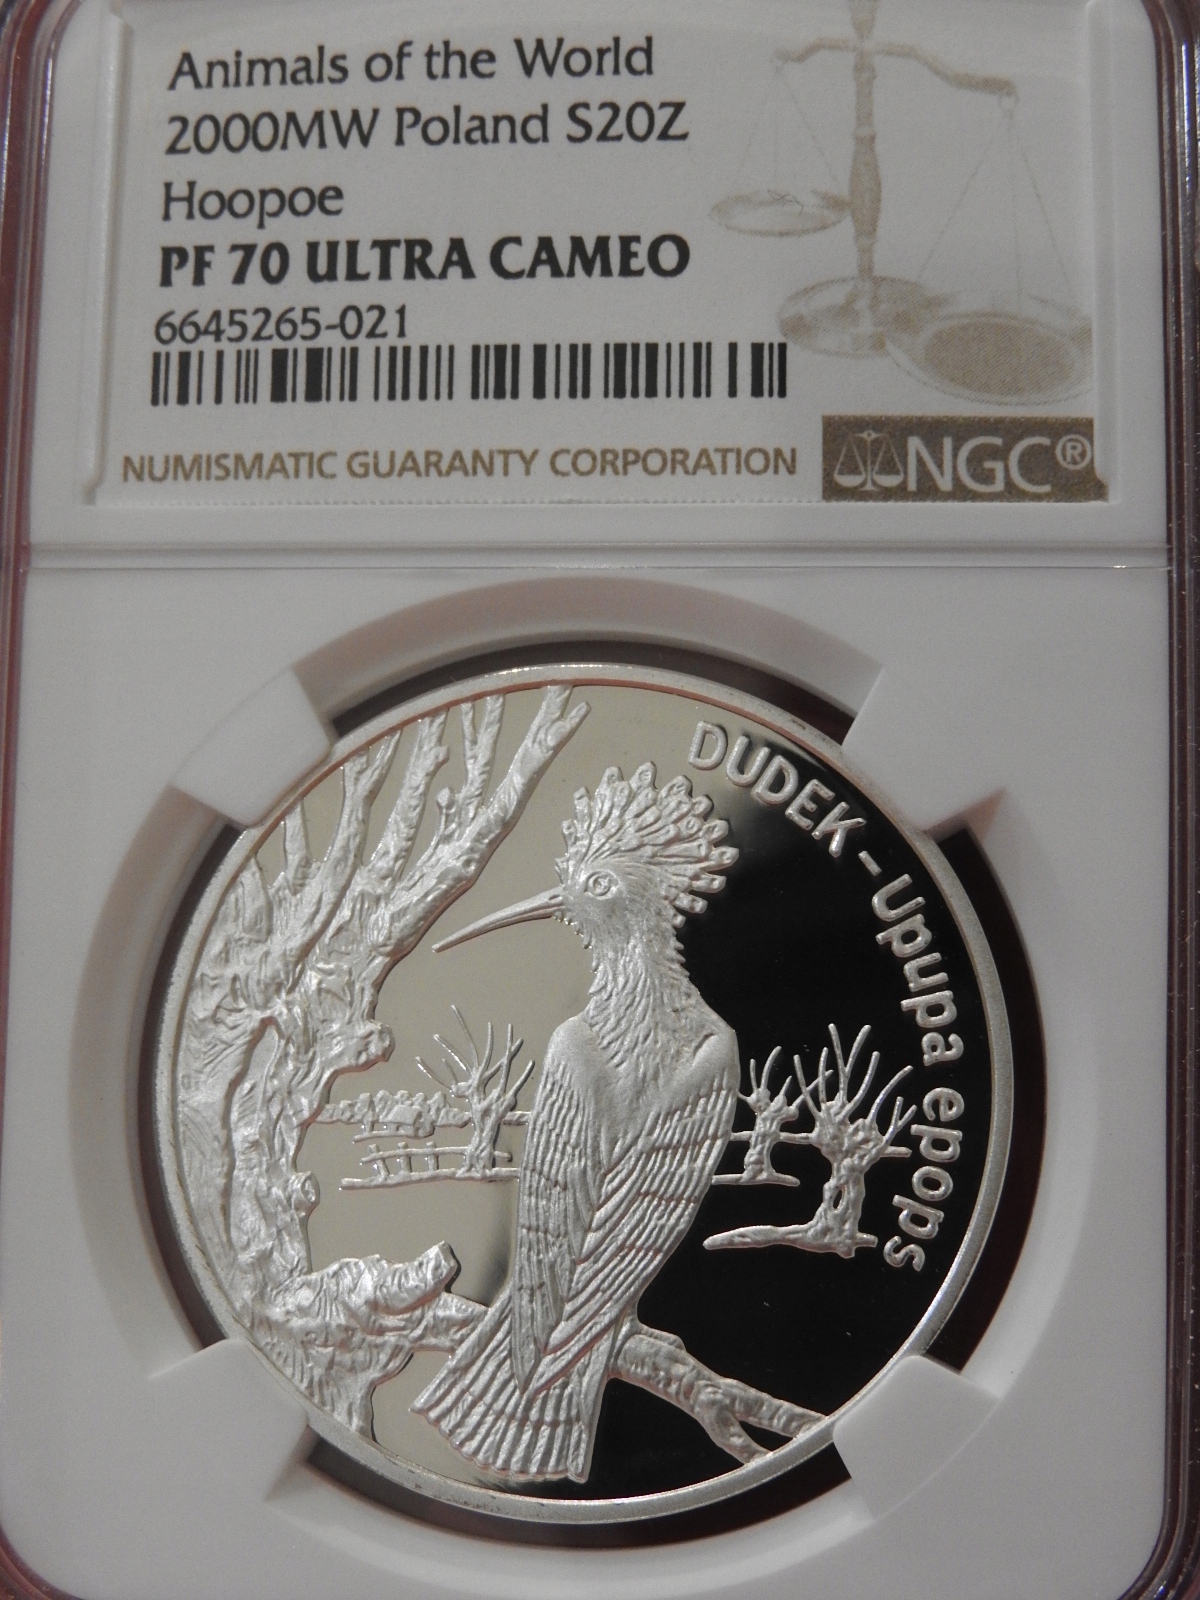 Animals of the World
2000MW Poland S20Z
Hoopoe
PF 70 ULTRA CAMEO
6645265-021
NUMISMATIC GUARANTY CORPORATION
NGC®
DUDEK - Upupa epops